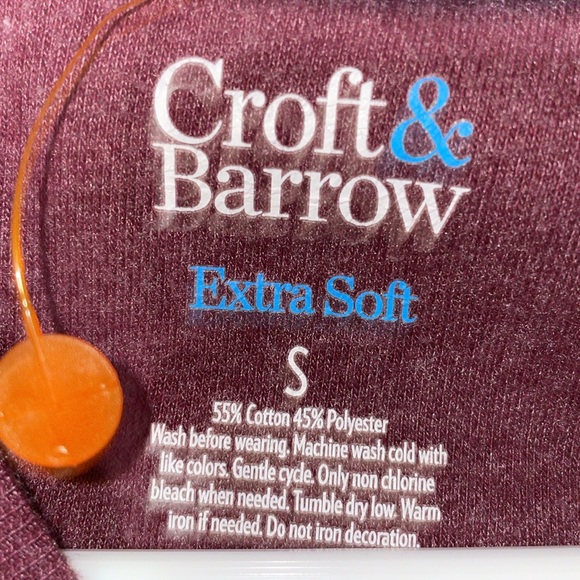 Croft &
Barrow
Extra Soft
S
55% Cotton 45% Polyester
Wash before wearing. Machine wash cold with
like colors. Gentle cycle. Only non chlorine
bleach when needed. Tumble dry low. Warm
iron if needed. Do not iron decoration.